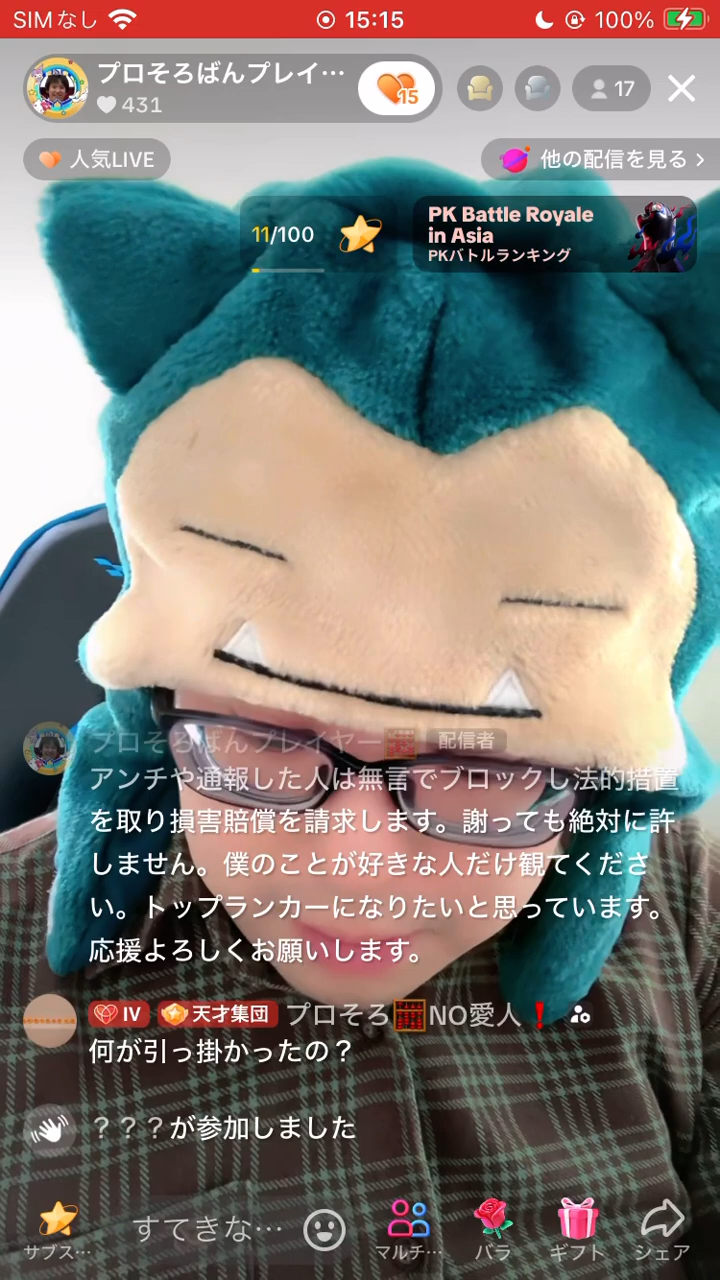 SIMなし 15:15 100%
プロそろばんプレイ…
431
15
17
人気LIVE
他の配信を見る
11/100
PK Battle Royale
in Asia
PKバトルランキング
プロそろばんプレイヤー🧮 配信者
アンチや通報した人は無言でブロックし法的措置
を取り損害賠償を請求します。謝っても絶対に許
しません。僕のことが好きな人だけ観てくださ
い。トップランカーになりたいと思っています。
応援よろしくお願いします。
IV 天才集団 プロそろ🧮NO愛人❗
何が引っ掛かったの？
？？？が参加しました
すてきな…
サブス… マルチ… バラ ギフト シェア